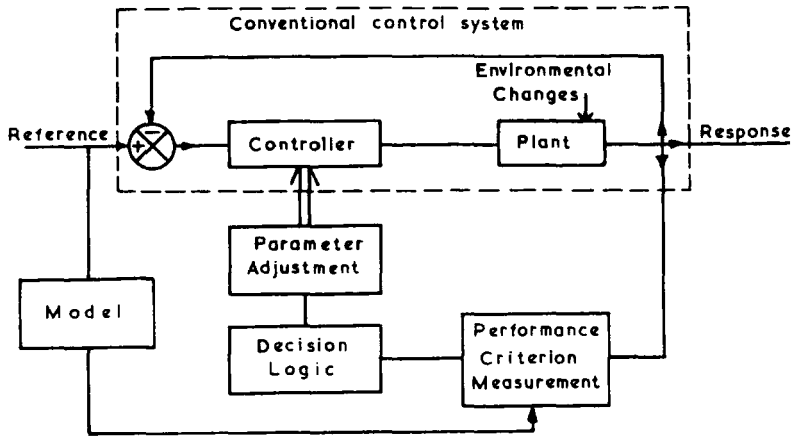 Conventional control system
Environmental
Changes
Reference
+
−
Controller
Plant
Response
Parameter
Adjustment
Model
Decision
Logic
Performance
Criterion
Measurement